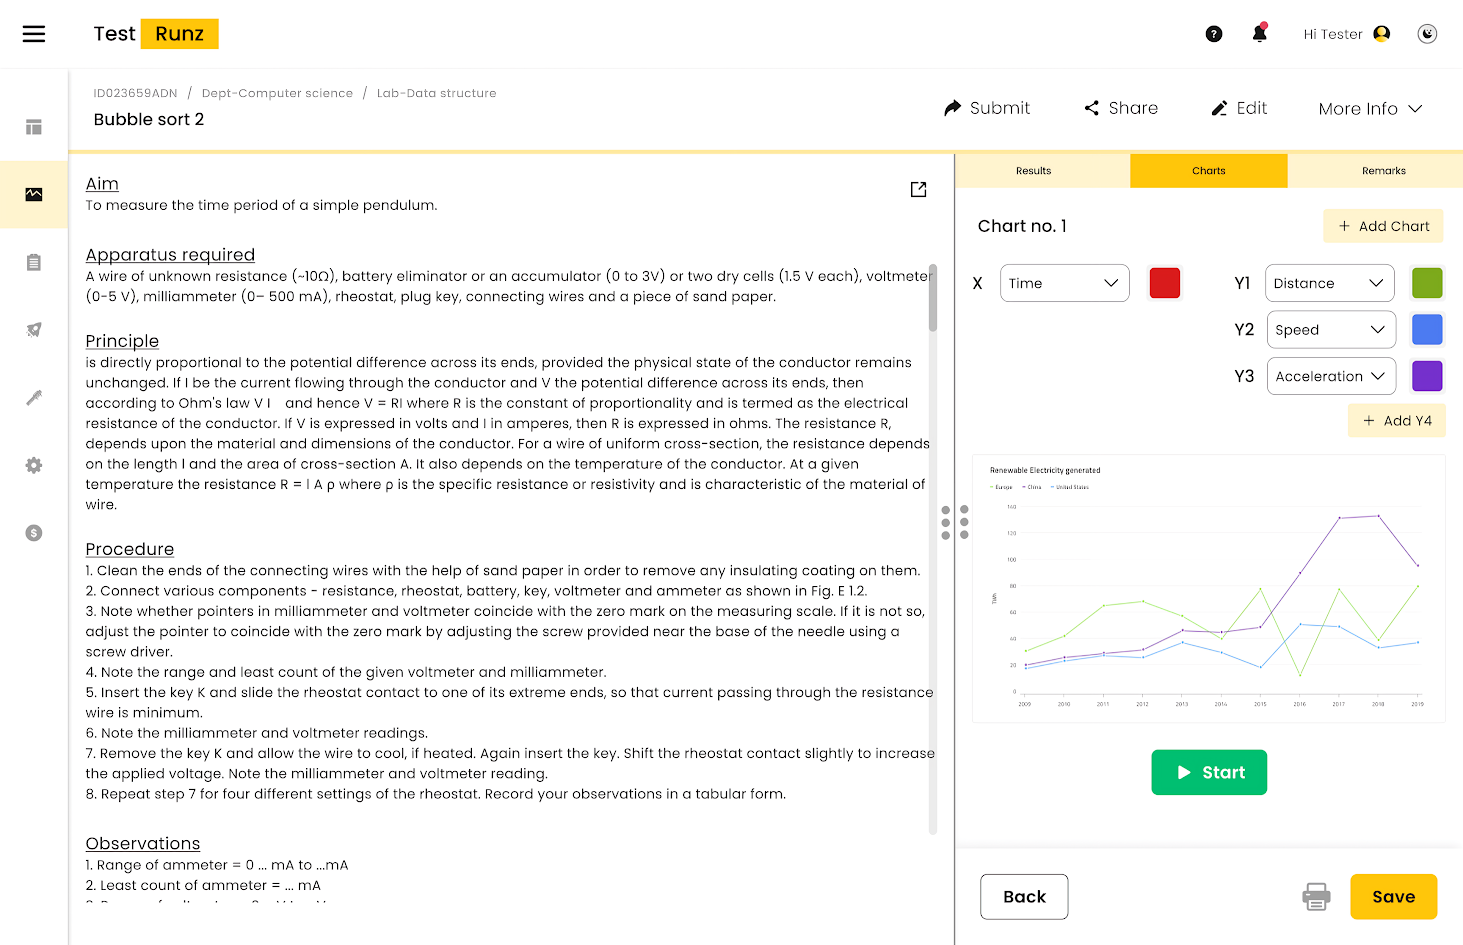 Test Runz
Hi Tester
ID023659ADN / Dept-Computer science / Lab-Data structure
Bubble sort 2
Submit
Share
Edit
More Info
Aim
To measure the time period of a simple pendulum.
Apparatus required
A wire of unknown resistance (~10Ω), battery eliminator or an accumulator (0 to 3V) or two dry cells (1.5 V each), voltmeter
(0-5 V), milliammeter (0– 500 mA), rheostat, plug key, connecting wires and a piece of sand paper.
Principle
is directly proportional to the potential difference across its ends, provided the physical state of the conductor remains
unchanged. If I be the current flowing through the conductor and V the potential difference across its ends, then
according to Ohm's law V I and hence V = RI where R is the constant of proportionality and is termed as the electrical
resistance of the conductor. If V is expressed in volts and I in amperes, then R is expressed in ohms. The resistance R,
depends upon the material and dimensions of the conductor. For a wire of uniform cross-section, the resistance depends
on the length l and the area of cross-section A. It also depends on the temperature of the conductor. At a given
temperature the resistance R = l A ρ where ρ is the specific resistance or resistivity and is characteristic of the material of
wire.
Procedure
1. Clean the ends of the connecting wires with the help of sand paper in order to remove any insulating coating on them.
2. Connect various components - resistance, rheostat, battery, key, voltmeter and ammeter as shown in Fig. E 1.2.
3. Note whether pointers in milliammeter and voltmeter coincide with the zero mark on the measuring scale. If it is not so,
adjust the pointer to coincide with the zero mark by adjusting the screw provided near the base of the needle using a
screw driver.
4. Note the range and least count of the given voltmeter and milliammeter.
5. Insert the key K and slide the rheostat contact to one of its extreme ends, so that current passing through the resistance
wire is minimum.
6. Note the milliammeter and voltmeter readings.
7. Remove the key K and allow the wire to cool, if heated. Again insert the key. Shift the rheostat contact slightly to increase
the applied voltage. Note the milliammeter and voltmeter reading.
8. Repeat step 7 for four different settings of the rheostat. Record your observations in a tabular form.
Observations
1. Range of ammeter = 0 ... mA to ...mA
2. Least count of ammeter = ... mA
Results
Charts
Remarks
Chart no. 1
+ Add Chart
X Time
Y1 Distance
Y2 Speed
Y3 Acceleration
+ Add Y4
Renewable Electricity generated
Europe China United States
TWh
140
120
100
80
60
40
20
0
2009 2010 2011 2012 2013 2014 2015 2016 2017 2018 2019
Start
Back
Save